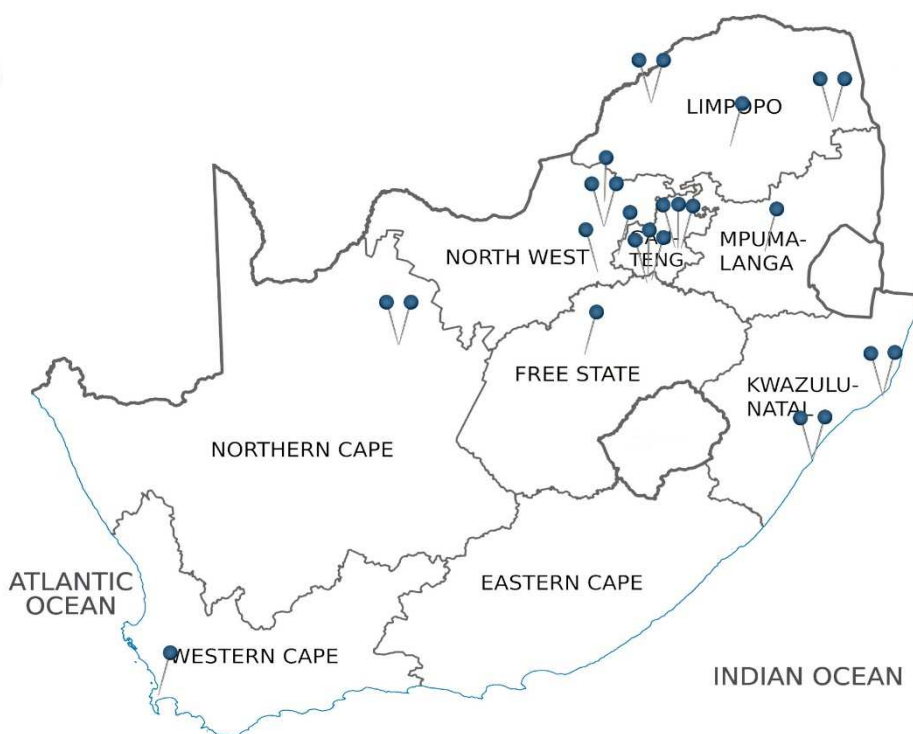 LIMPOPO
NORTH WEST
GAU-
TENG
MPUMA-
LANGA
FREE STATE
KWAZULU-
NATAL
NORTHERN CAPE
ATLANTIC
OCEAN
EASTERN CAPE
WESTERN CAPE
INDIAN OCEAN